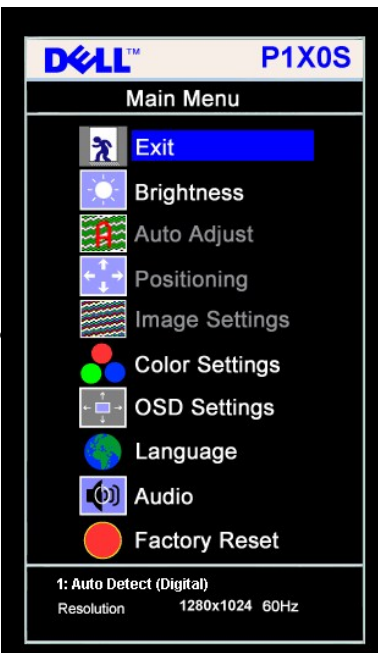 DELL™ P1X0S
Main Menu
Exit
Brightness
Auto Adjust
Positioning
Image Settings
Color Settings
OSD Settings
Language
Audio
Factory Reset
1: Auto Detect (Digital)
Resolution 1280x1024 60Hz